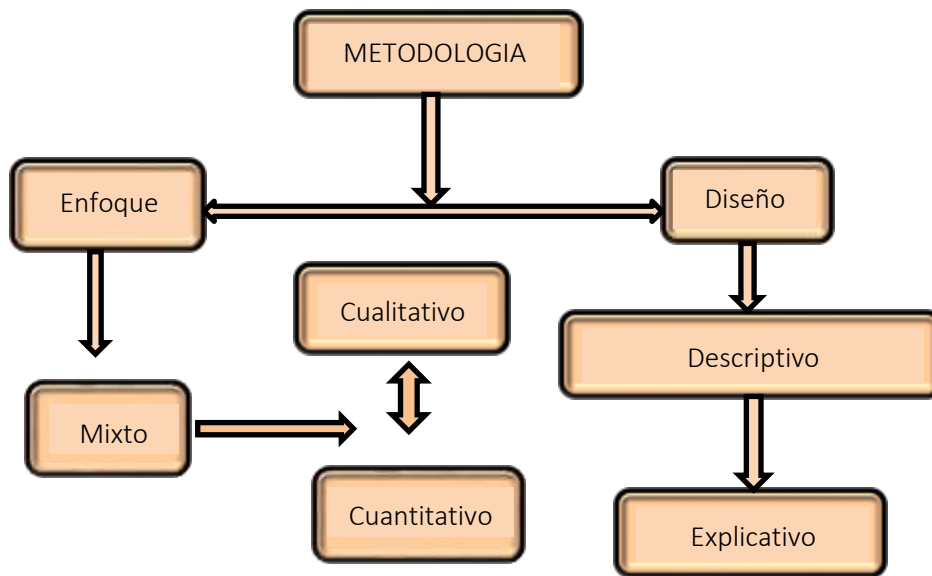 METODOLOGIA
Enfoque
Diseño
Cualitativo
Descriptivo
Mixto
Cuantitativo
Explicativo